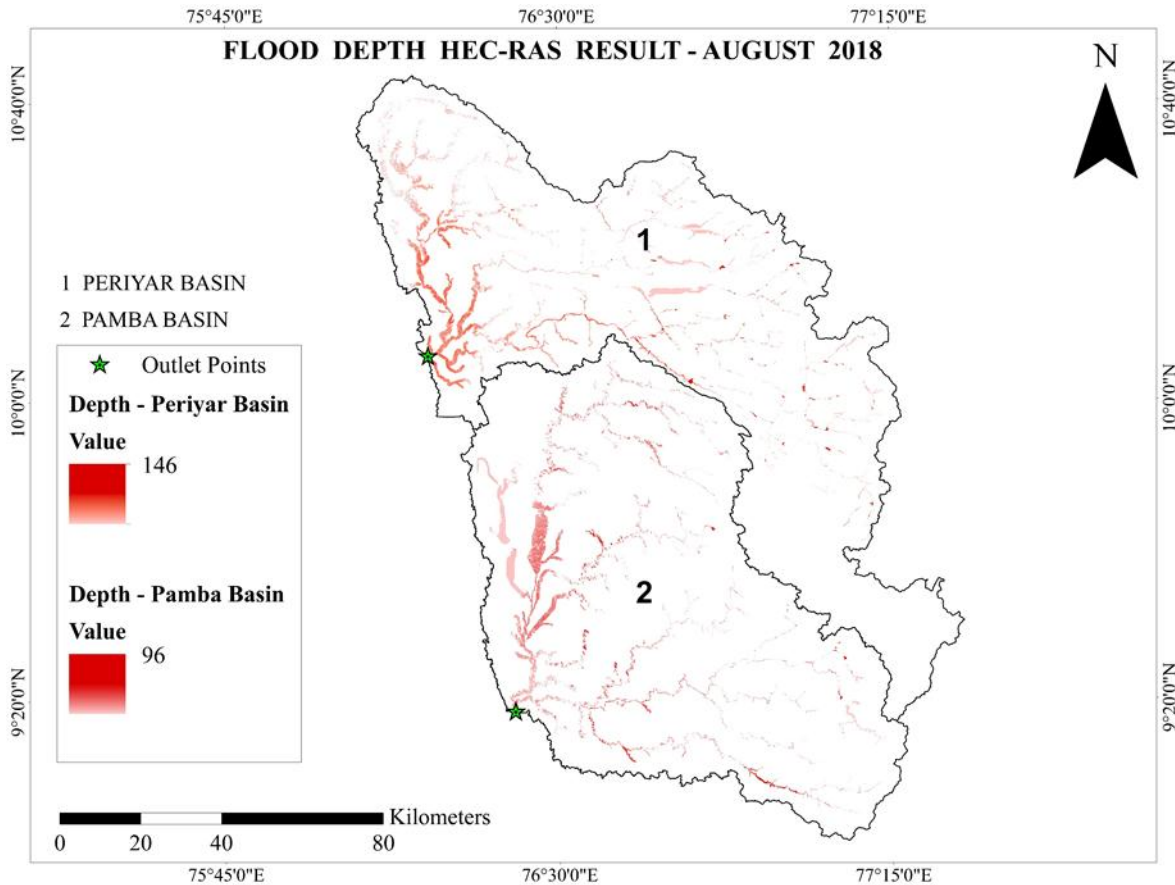 75°45'0"E
76°30'0"E
77°15'0"E
FLOOD DEPTH HEC-RAS RESULT - AUGUST 2018
N
10°40'0"N
10°40'0"N
1
1 PERIYAR BASIN
2 PAMBA BASIN
Outlet Points
Depth - Periyar Basin
Value
146
10°0'0"N
10°0'0"N
Depth - Pamba Basin
Value
96
2
9°20'0"N
9°20'0"N
Kilometers
0 20 40 80
75°45'0"E
76°30'0"E
77°15'0"E